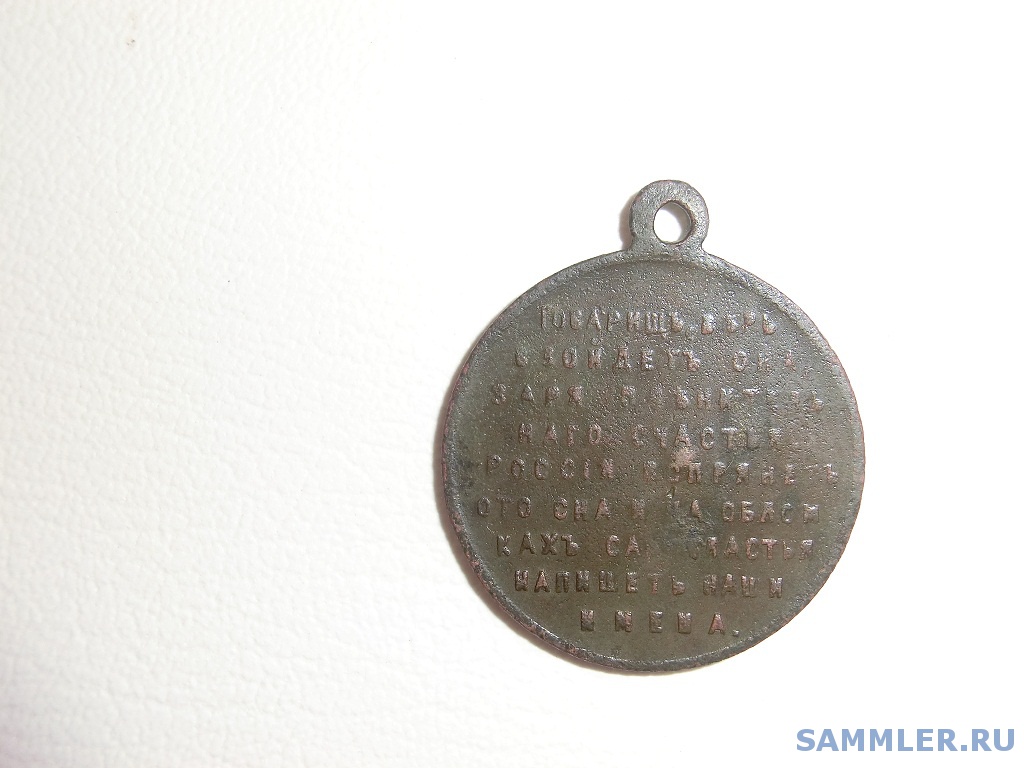 ТОВАРИЩЪ, ВѢРЬ
ВЗОЙДЕТЪ ОНА
ЗАРЯ ПЛѢНИТЕЛЬ
НАГО СЧАСТЬЯ
РОССІЯ ВСПРЯНЕТЪ
ОТО СНА И НА ОБЛОМ
КАХЪ САМ СЧАСТЬЯ
НАПИШЕТЪ НАШИ
ИМЕНА.
SAMMLER.RU